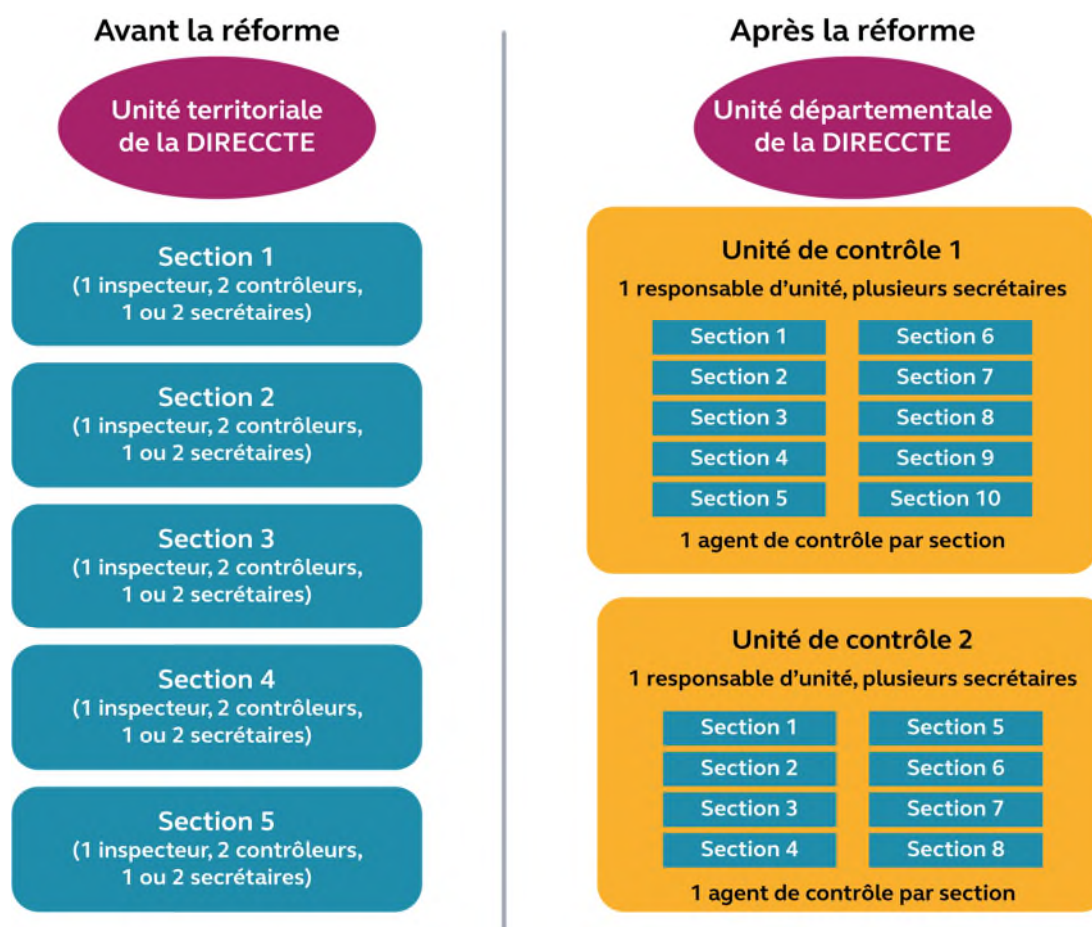 Avant la réforme
Unité territoriale
de la DIRECCTE
Section 1
(1 inspecteur, 2 contrôleurs,
1 ou 2 secrétaires)
Section 2
(1 inspecteur, 2 contrôleurs,
1 ou 2 secrétaires)
Section 3
(1 inspecteur, 2 contrôleurs,
1 ou 2 secrétaires)
Section 4
(1 inspecteur, 2 contrôleurs,
1 ou 2 secrétaires)
Section 5
(1 inspecteur, 2 contrôleurs,
1 ou 2 secrétaires)
Après la réforme
Unité départementale
de la DIRECCTE
Unité de contrôle 1
1 responsable d’unité, plusieurs secrétaires
Section 1
Section 2
Section 3
Section 4
Section 5
Section 6
Section 7
Section 8
Section 9
Section 10
1 agent de contrôle par section
Unité de contrôle 2
1 responsable d’unité, plusieurs secrétaires
Section 1
Section 2
Section 3
Section 4
Section 5
Section 6
Section 7
Section 8
1 agent de contrôle par section